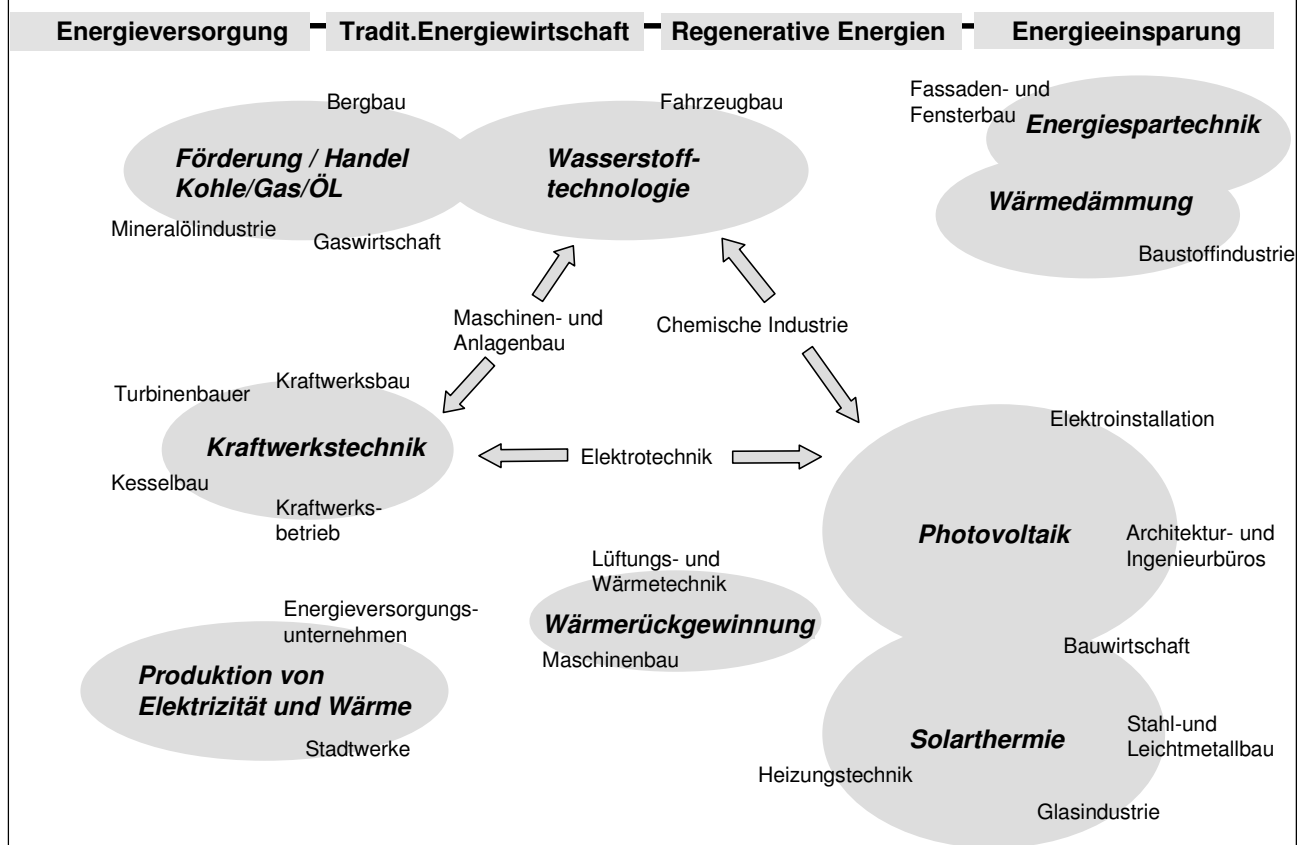 Energieversorgung
Tradit.Energiewirtschaft
Regenerative Energien
Energieeinsparung
Bergbau
Förderung / Handel
Kohle/Gas/ÖL
Mineralölindustrie
Gaswirtschaft
Fahrzeugbau
Wasserstoff-
technologie
Fassaden- und
Fensterbau
Energiespartechnik
Wärmedämmung
Baustoffindustrie
Maschinen- und
Anlagenbau
Chemische Industrie
Turbinenbauer
Kraftwerksbau
Kraftwerkstechnik
Kesselbau
Kraftwerks-
betrieb
Elektrotechnik
Elektroinstallation
Photovoltaik
Architektur- und
Ingenieurbüros
Lüftungs- und
Wärmetechnik
Wärmerückgewinnung
Maschinenbau
Energieversorgungs-
unternehmen
Produktion von
Elektrizität und Wärme
Stadtwerke
Bauwirtschaft
Solarthermie
Stahl-und
Leichtmetallbau
Heizungstechnik
Glasindustrie